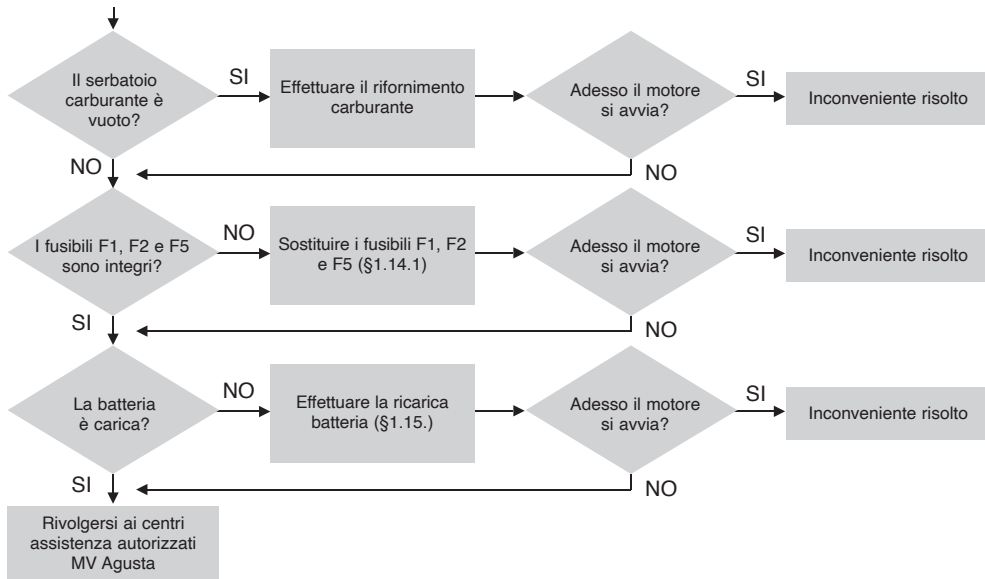 Il serbatoio
carburante è
vuoto?
SI
Effettuare il rifornimento
carburante
Adesso il motore
si avvia?
SI
Inconveniente risolto
NO
NO
I fusibili F1, F2 e F5
sono integri?
NO
Sostituire i fusibili F1, F2
e F5 (§1.14.1)
Adesso il motore
si avvia?
SI
Inconveniente risolto
SI
NO
La batteria
è carica?
NO
Effettuare la ricarica
batteria (§1.15.)
Adesso il motore
si avvia?
SI
Inconveniente risolto
SI
NO
Rivolgersi ai centri
assistenza autorizzati
MV Agusta